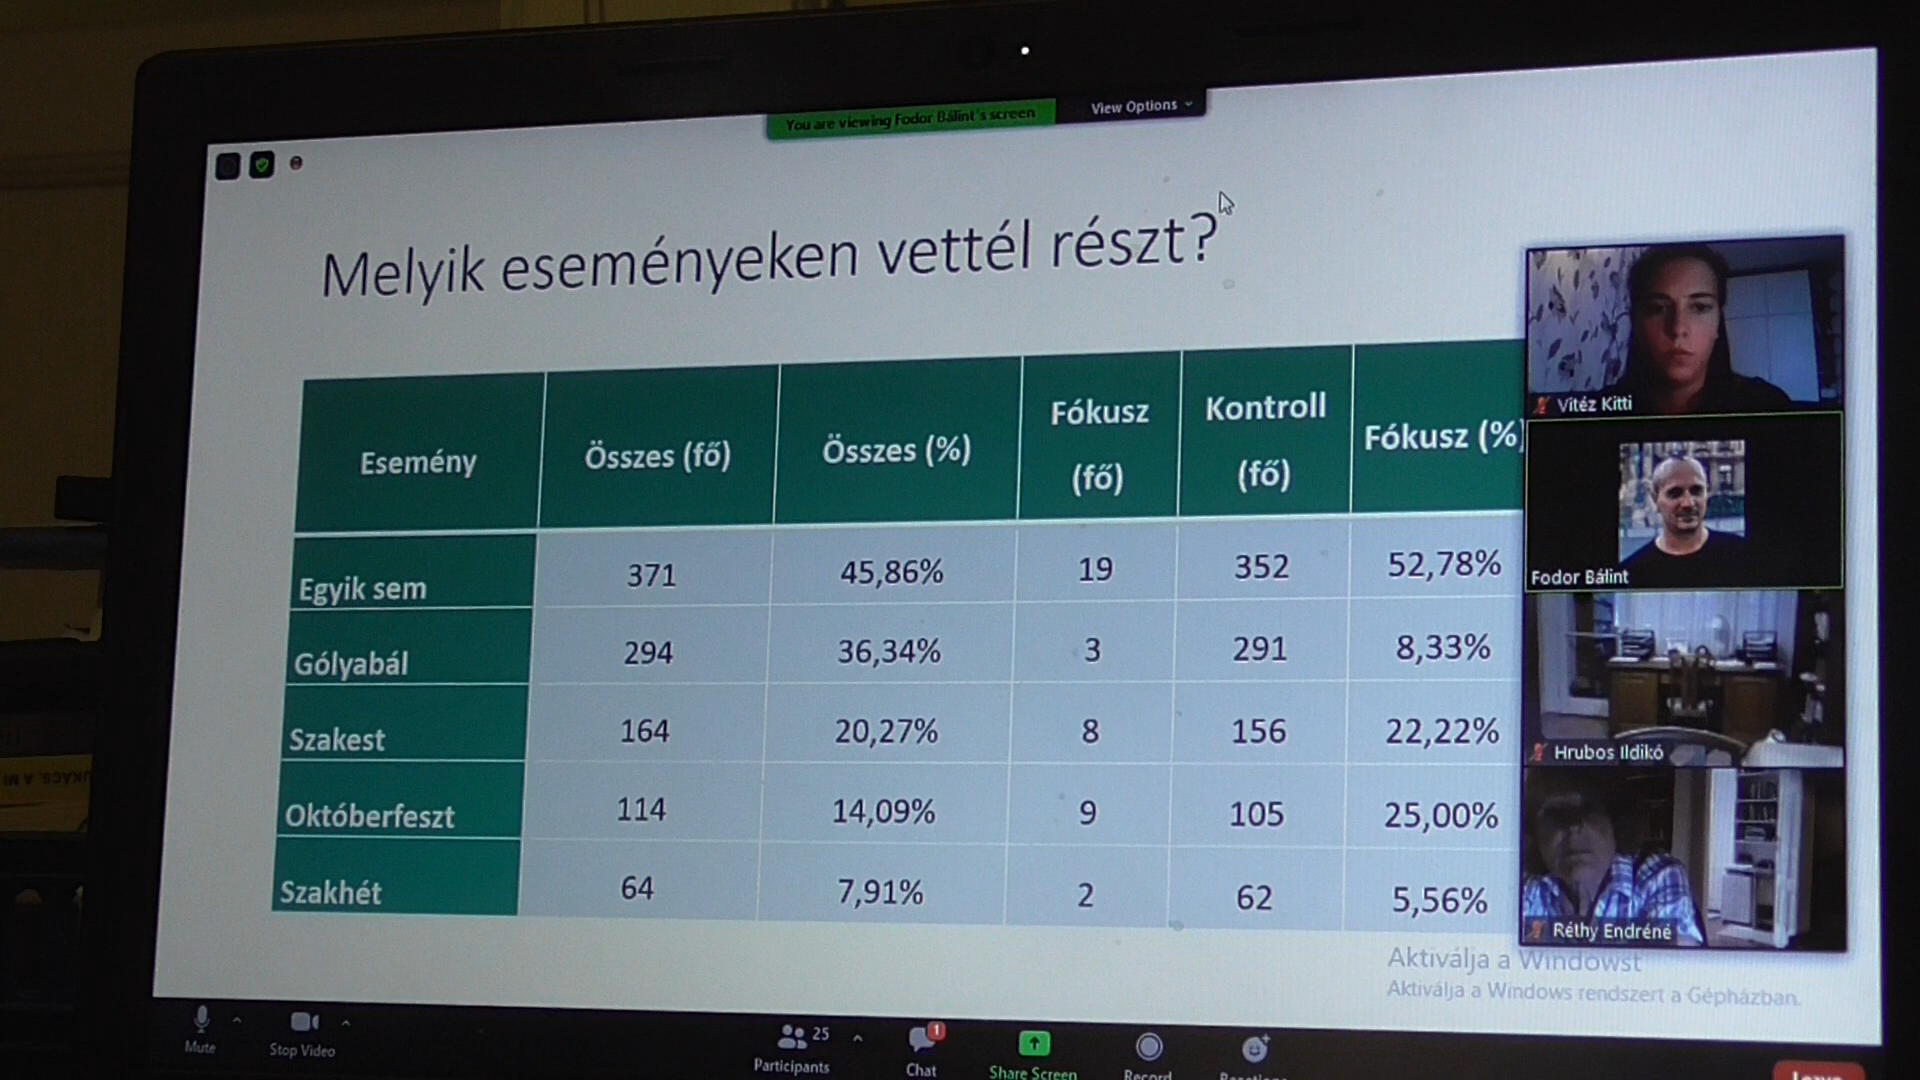 You are viewing Fodor Bálint's screen
View Options
Melyik eseményeken vettél részt?
Esemény Összes (fő) Összes (%) Fókusz (fő) Kontroll (fő) Fókusz (%)
Egyik sem 371 45,86% 19 352 52,78%
Gólyabál 294 36,34% 3 291 8,33%
Szakest 164 20,27% 8 156 22,22%
Októberfeszt 114 14,09% 9 105 25,00%
Szakhét 64 7,91% 2 62 5,56%
Vitéz Kitti
Fodor Bálint
Hrubos Ildikó
Réthy Endréné
Aktiválja a Windowst
Aktiválja a Windows rendszert a Gépházban.
Mute
Stop Video
25
Participants
1
Chat
Share Screen
Record